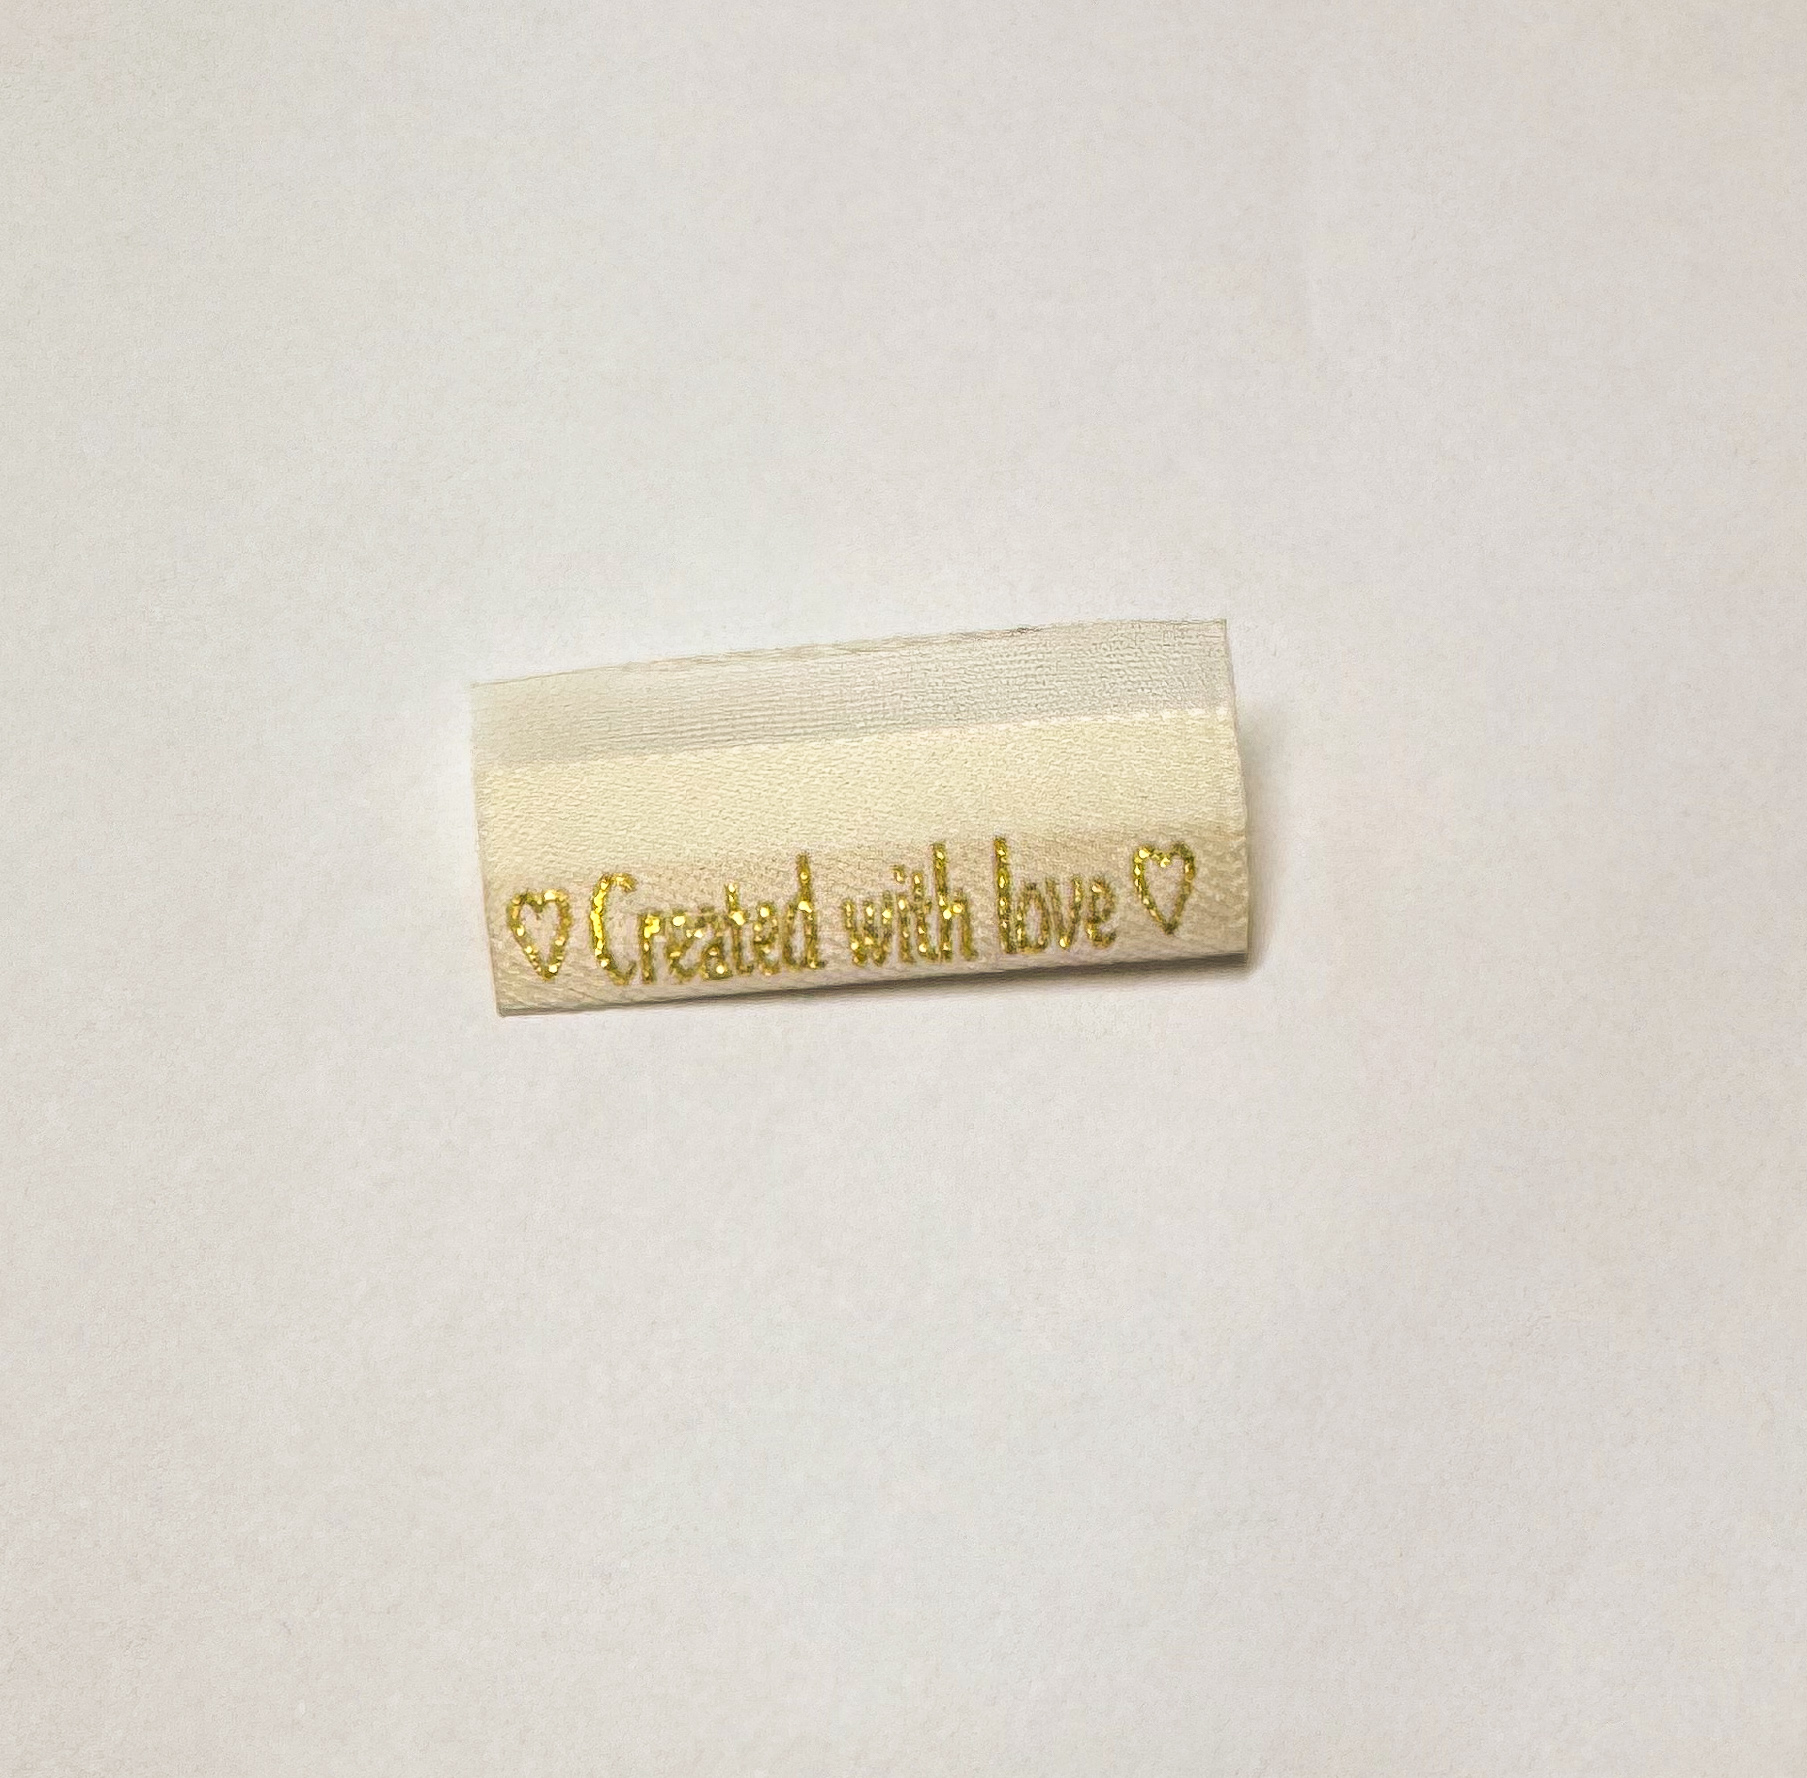 ♡ Created with love ♡